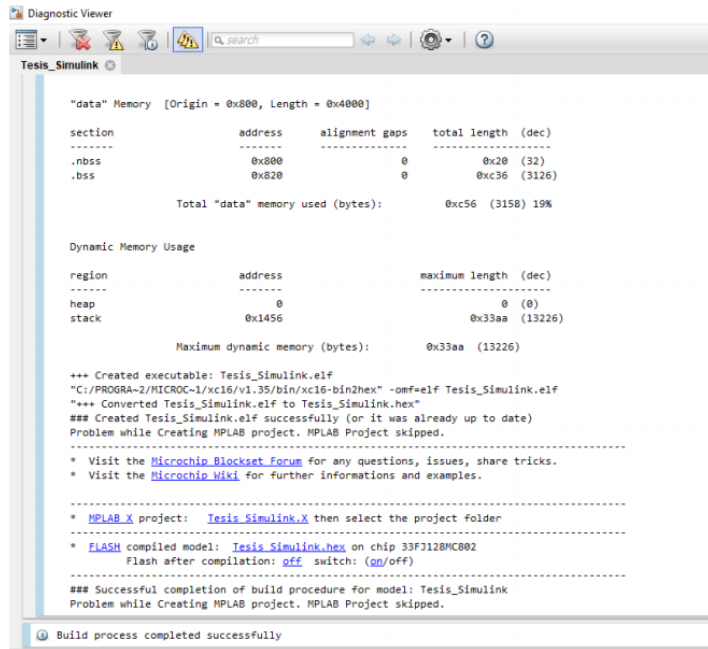 Diagnostic Viewer
search
Tesis_Simulink
"data" Memory [Origin = 0x800, Length = 0x4000]
section address alignment gaps total length (dec)
------- ------- -------------- -------------------
.nbss 0x800 0 0x20 (32)
.bss 0x820 0 0xc36 (3126)
Total "data" memory used (bytes): 0xc56 (3158) 19%
Dynamic Memory Usage
region address maximum length (dec)
------ ------- ---------------------
heap 0 0 (0)
stack 0x1456 0x33aa (13226)
Maximum dynamic memory (bytes): 0x33aa (13226)
+++ Created executable: Tesis_Simulink.elf
"C:/PROGRA~2/MICROC~1/xc16/v1.35/bin/xc16-bin2hex" -omf=elf Tesis_Simulink.elf
"+++ Converted Tesis_Simulink.elf to Tesis_Simulink.hex"
### Created Tesis_Simulink.elf successfully (or it was already up to date)
Problem while Creating MPLAB project. MPLAB Project skipped.
--------------------------------------------------------------------------------
* Visit the Microchip Blockset Forum for any questions, issues, share tricks.
* Visit the Microchip Wiki for further informations and examples.
--------------------------------------------------------------------------------
* MPLAB X project: Tesis Simulink.X then select the project folder
--------------------------------------------------------------------------------
* FLASH compiled model: Tesis Simulink.hex on chip 33FJ128MC802
Flash after compilation: off switch: (on/off)
--------------------------------------------------------------------------------
### Successful completion of build procedure for model: Tesis_Simulink
Problem while Creating MPLAB project. MPLAB Project skipped.
Build process completed successfully